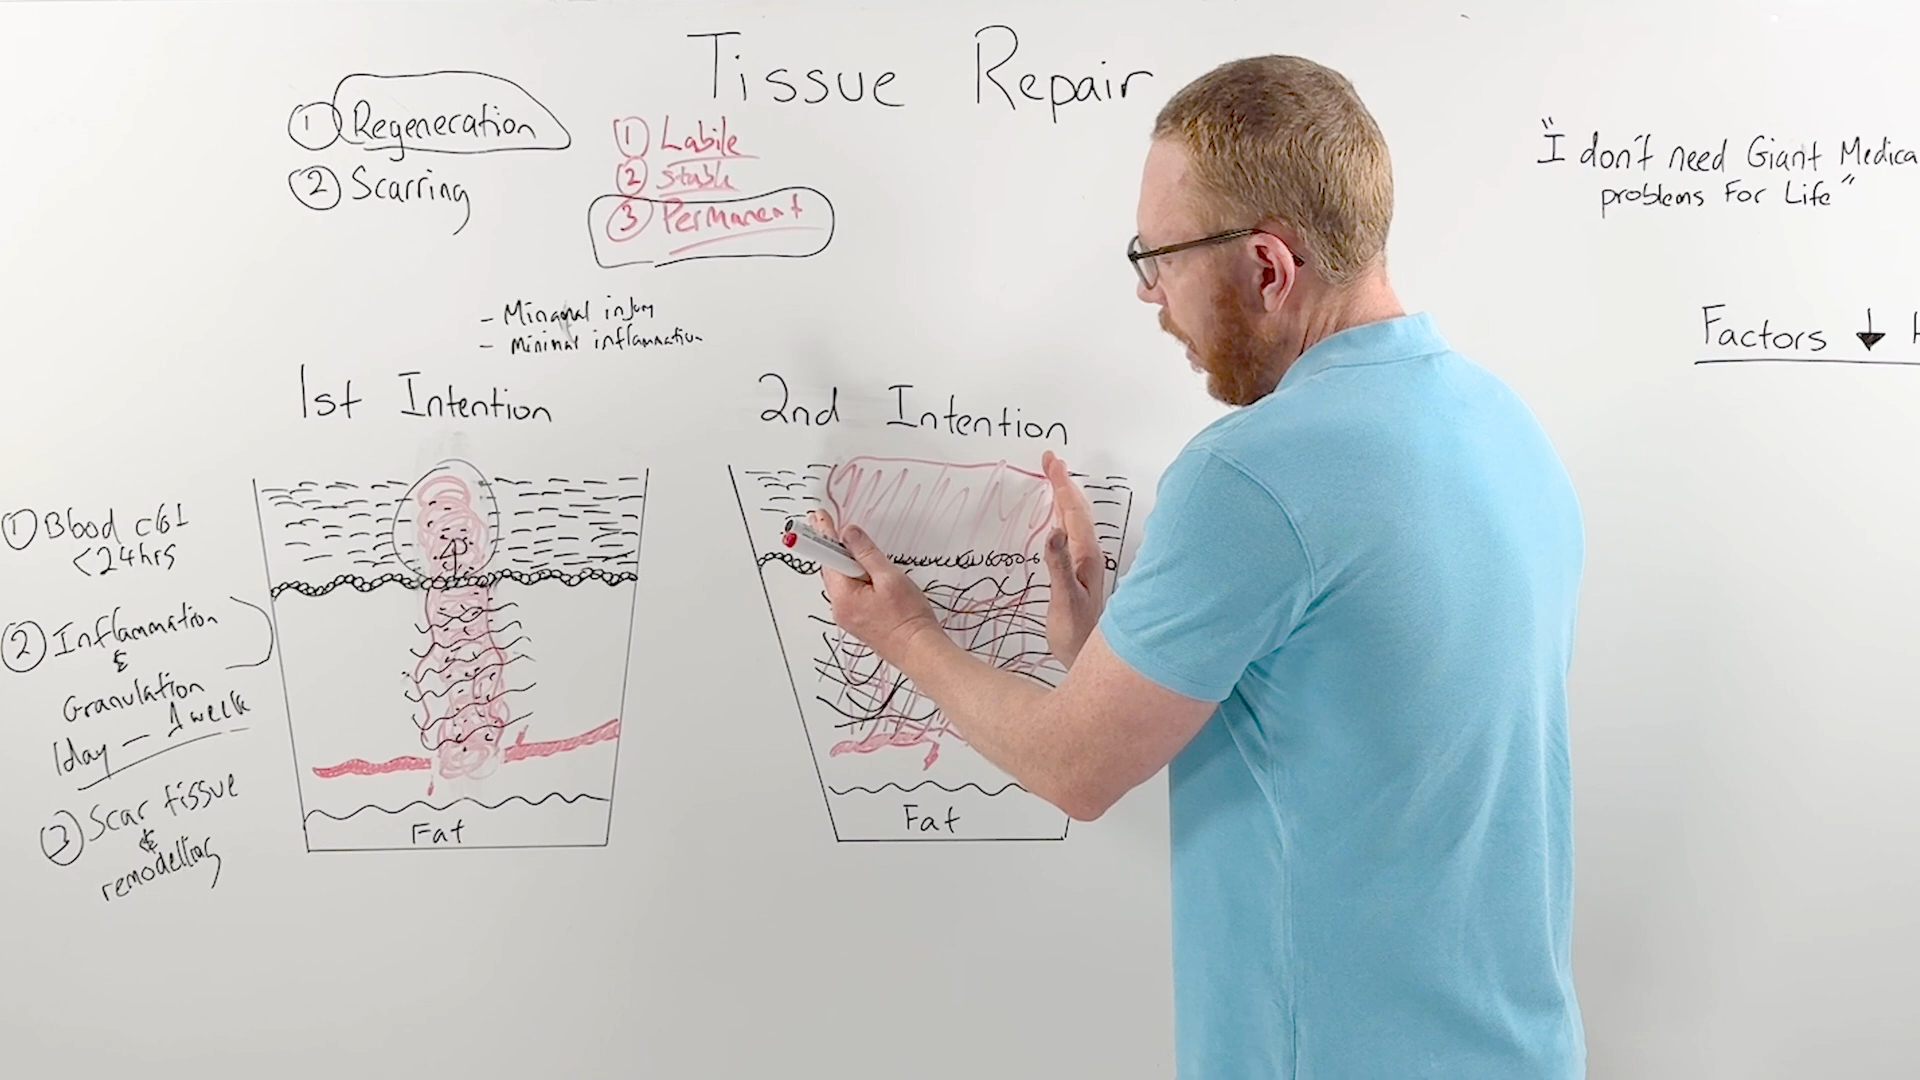 Tissue Repair
① Regeneration
② Scarring
① Labile
② Stable
③ Permanent
"I don't need Giant Medica
problems For Life"
Factors ↓ H
- Minamal injury
- Minimal inflammation
1st Intention
2nd Intention
① Blood clot
<24hrs
② Inflammation
&
Granulation
1day - 1 week
③ Scar tissue
&
remodelling
Fat
Fat